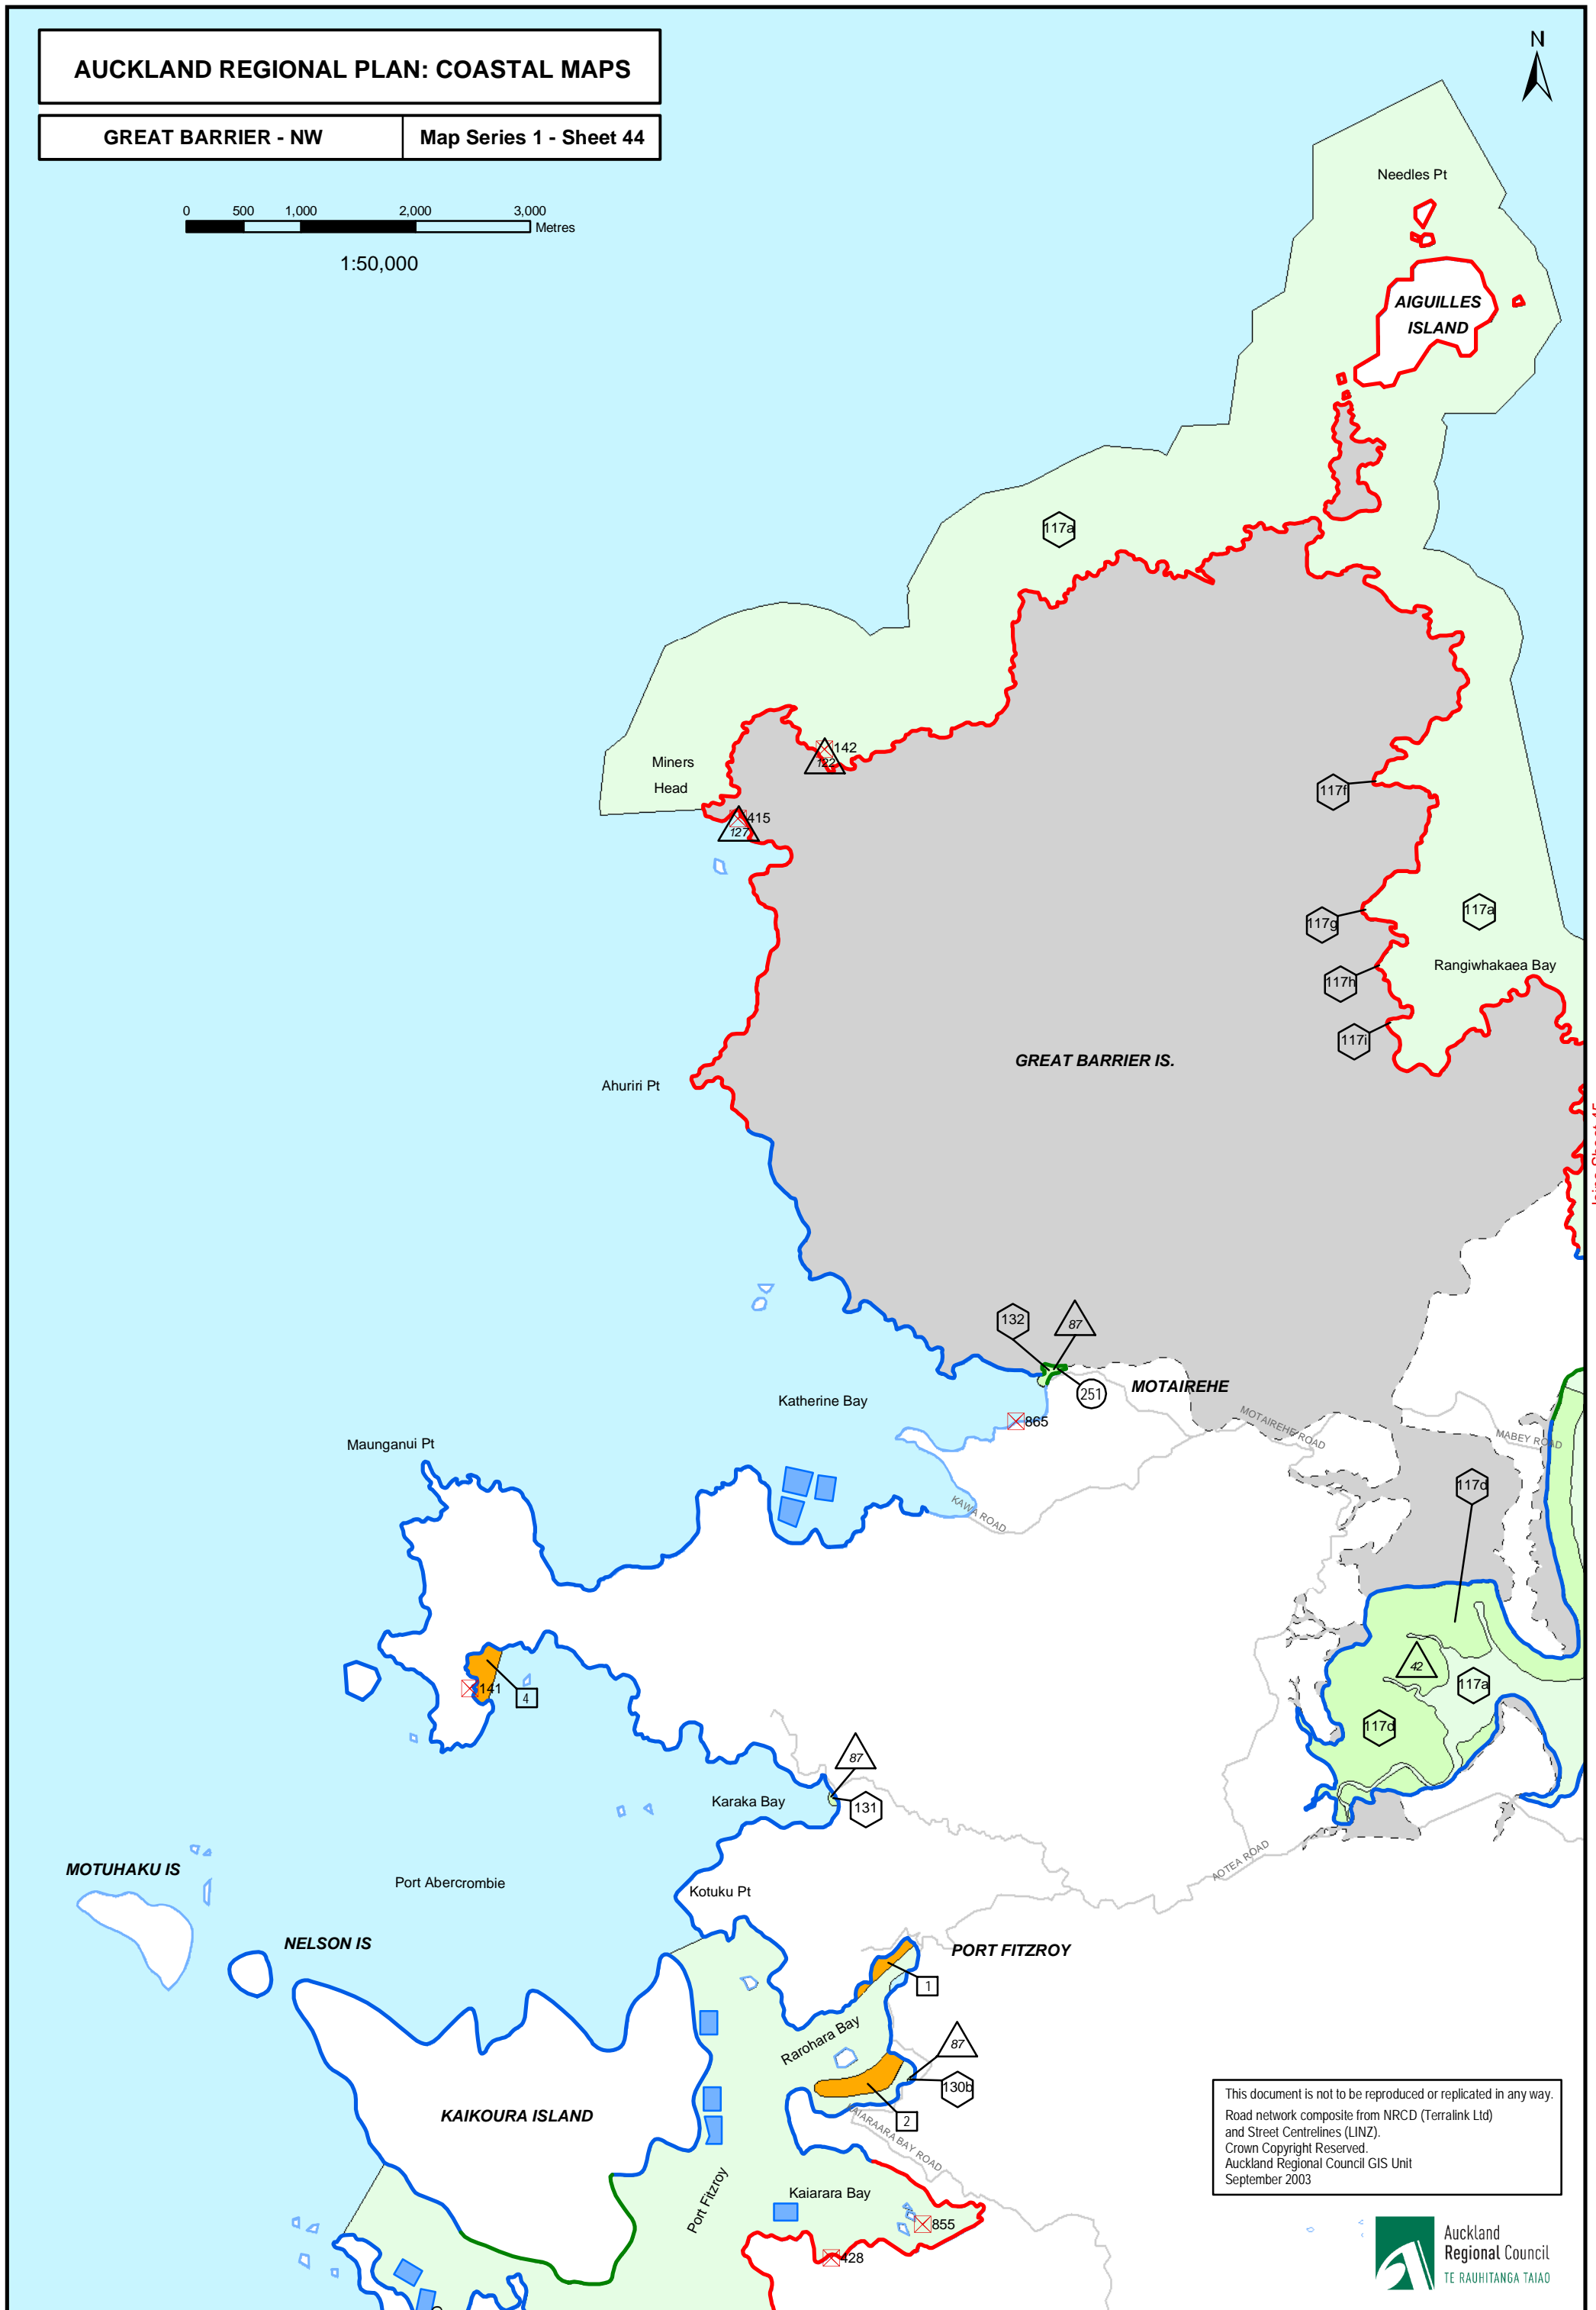 AUCKLAND REGIONAL PLAN: COASTAL MAPS
GREAT BARRIER - NW
Map Series 1 - Sheet 44
N
0 500 1,000 2,000 3,000
Metres
1:50,000
Needles Pt
AIGUILLES
ISLAND
117a
142
122
Miners
Head
415
127
117f
117g
117a
Rangiwhakaea Bay
117h
117i
GREAT BARRIER IS.
Ahuriri Pt
132
87
251
MOTAIREHE
Katherine Bay
865
MOTAIREHE ROAD
MABEY ROAD
Maunganui Pt
KAWA ROAD
117d
42
117a
117d
141
4
87
131
Karaka Bay
AOTEA ROAD
MOTUHAKU IS
Port Abercrombie
Kotuku Pt
NELSON IS
PORT FITZROY
1
Rarohara Bay
87
130b
2
KAIARAARA BAY ROAD
KAIKOURA ISLAND
Port Fitzroy
Kaiarara Bay
855
428
This document is not to be reproduced or replicated in any way.
Road network composite from NRCD (Terralink Ltd)
and Street Centrelines (LINZ).
Crown Copyright Reserved.
Auckland Regional Council GIS Unit
September 2003
Auckland
Regional Council
TE RAUHITANGA TAIAO